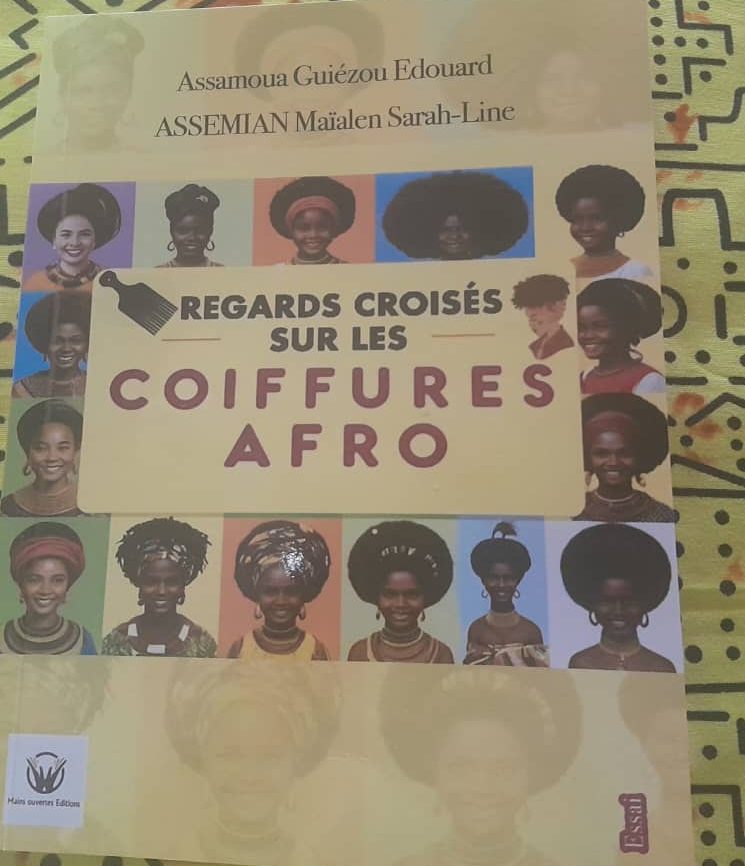 Assamoua Guiézou Edouard
ASSEMIAN Maïalen Sarah-Line
REGARDS CROISÉS
SUR LES
COIFFURES
AFRO
Mains ouvertes Editions
Essai